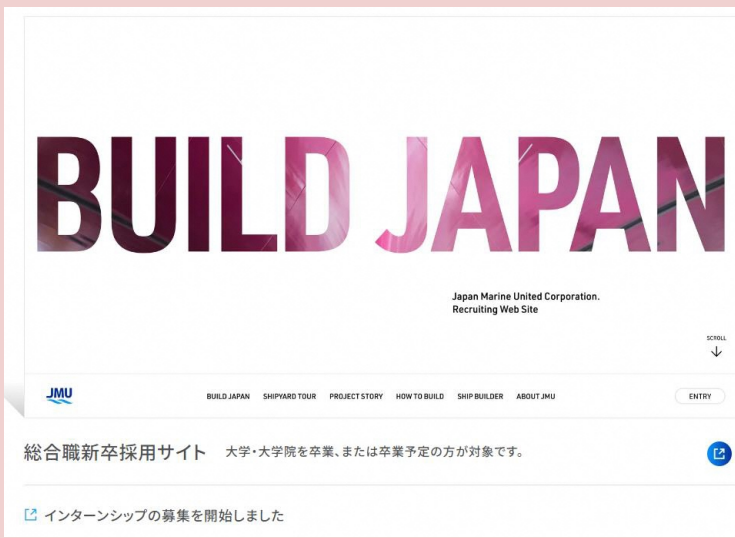 BUILD JAPAN
Japan Marine United Corporation.
Recruiting Web Site
SCROLL
JMU
BUILD JAPAN SHIPYARD TOUR PROJECT STORY HOW TO BUILD SHIP BUILDER ABOUT JMU
ENTRY
総合職新卒採用サイト 大学・大学院を卒業、または卒業予定の方が対象です。
インターンシップの募集を開始しました